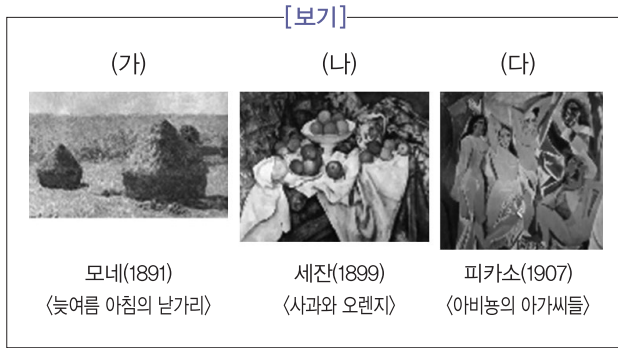 [보기]
(가) (나) (다)
모네(1891) 세잔(1899) 피카소(1907)
〈늦여름 아침의 낟가리〉 〈사과와 오렌지〉 〈아비뇽의 아가씨들〉